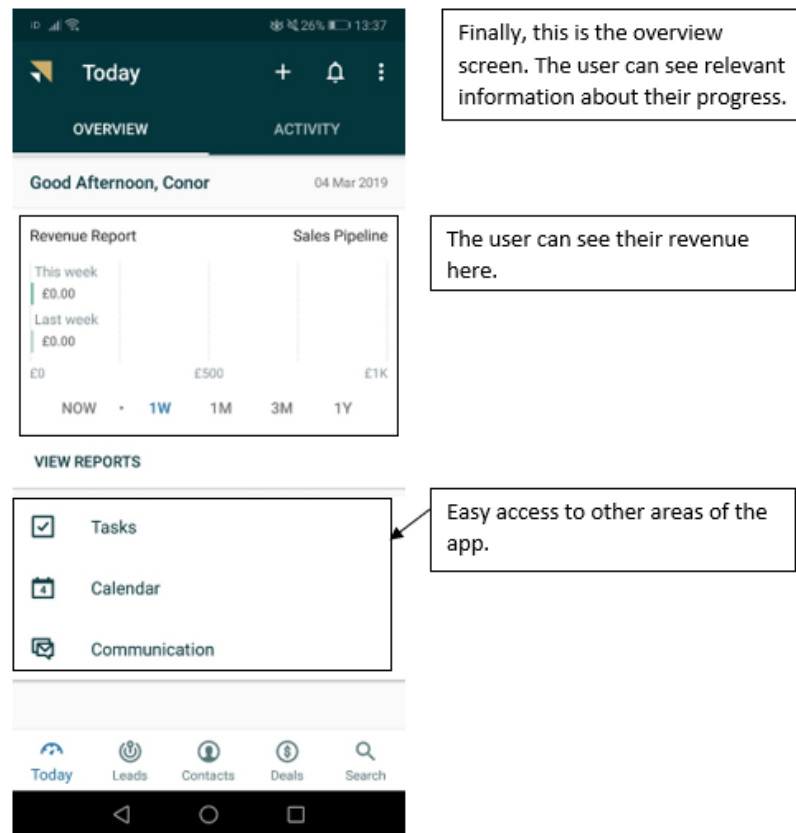 iD 26% 13:37
Today
OVERVIEW ACTIVITY
Good Afternoon, Conor 04 Mar 2019
Revenue Report Sales Pipeline
This week
£0.00
Last week
£0.00
£0 £500 £1K
NOW · 1W 1M 3M 1Y
VIEW REPORTS
Tasks
4 Calendar
Communication
Today Leads Contacts Deals Search
Finally, this is the overview
screen. The user can see relevant
information about their progress.
The user can see their revenue
here.
Easy access to other areas of the
app.